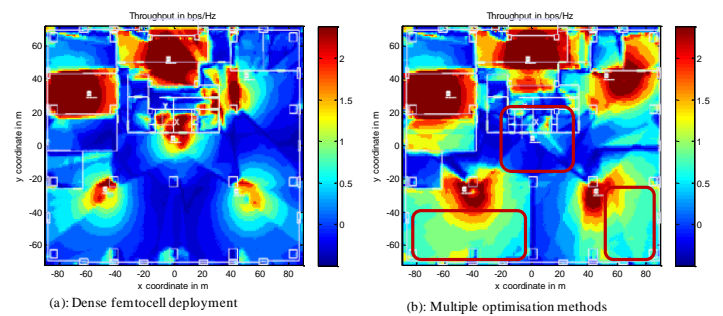 Throughput in bps/Hz
Throughput in bps/Hz
60
40
20
0
-20
-40
-60
y coordinate in m
-80 -60 -40 -20 0 20 40 60 80
x coordinate in m
2
1.5
1
0.5
0
60
40
20
0
-20
-40
-60
y coordinate in m
-80 -60 -40 -20 0 20 40 60 80
x coordinate in m
2
1.5
1
0.5
0
(a): Dense femtocell deployment
(b): Multiple optimisation methods